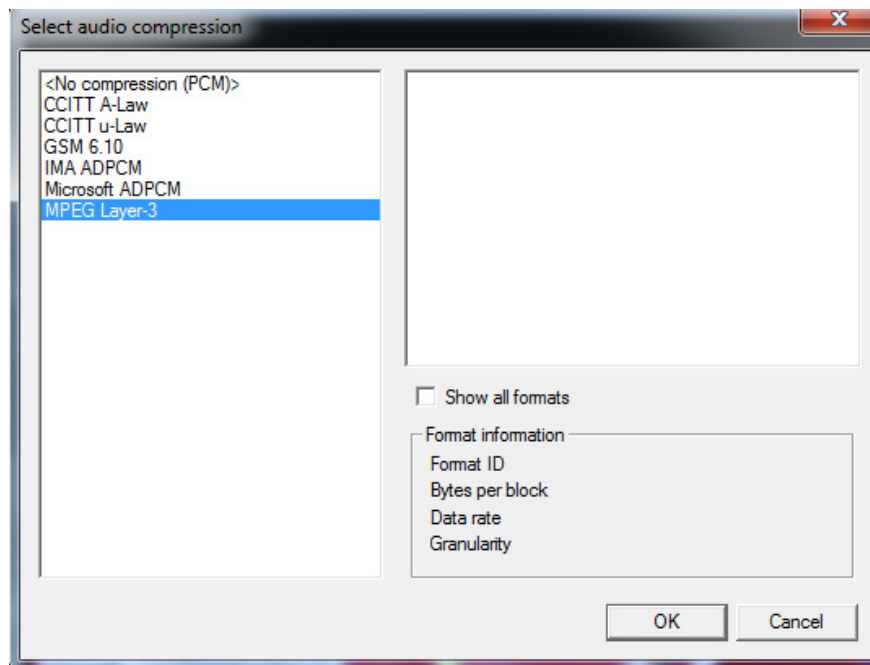 Select audio compression
<No compression (PCM)>
CCITT A-Law
CCITT u-Law
GSM 6.10
IMA ADPCM
Microsoft ADPCM
MPEG Layer-3
Show all formats
Format information
Format ID
Bytes per block
Data rate
Granularity
OK
Cancel